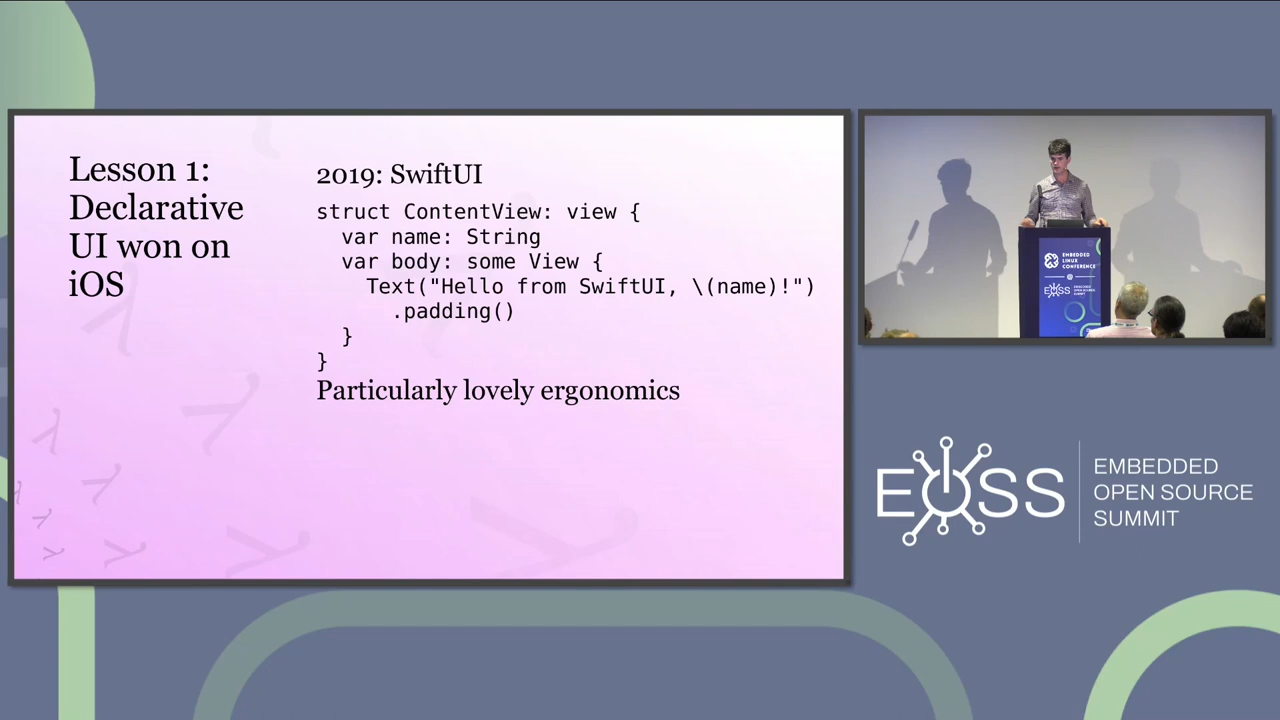 Lesson 1:
Declarative
UI won on
iOS
2019: SwiftUI
struct ContentView: view {
var name: String
var body: some View {
Text("Hello from SwiftUI, \(name)!")
.padding()
}
}
Particularly lovely ergonomics
EMBEDDED
LINUX
CONFERENCE
EOSS
EOSS
EMBEDDED
OPEN SOURCE
SUMMIT